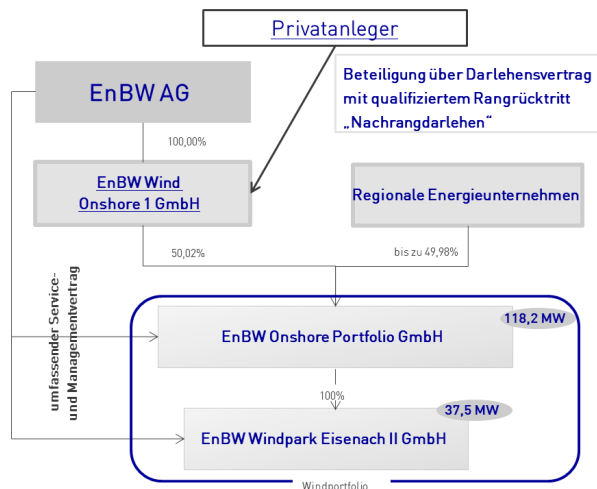 Privatanleger
Beteiligung über Darlehensvertrag
mit qualifiziertem Rangrücktritt
„Nachrangdarlehen“
EnBW AG
100,00%
EnBW Wind
Onshore 1 GmbH
Regionale Energieunternehmen
50,02%
bis zu 49,98%
umfassender Service-
und Managementvertrag
118,2 MW
EnBW Onshore Portfolio GmbH
100%
37,5 MW
EnBW Windpark Eisenach II GmbH
Windportfolio